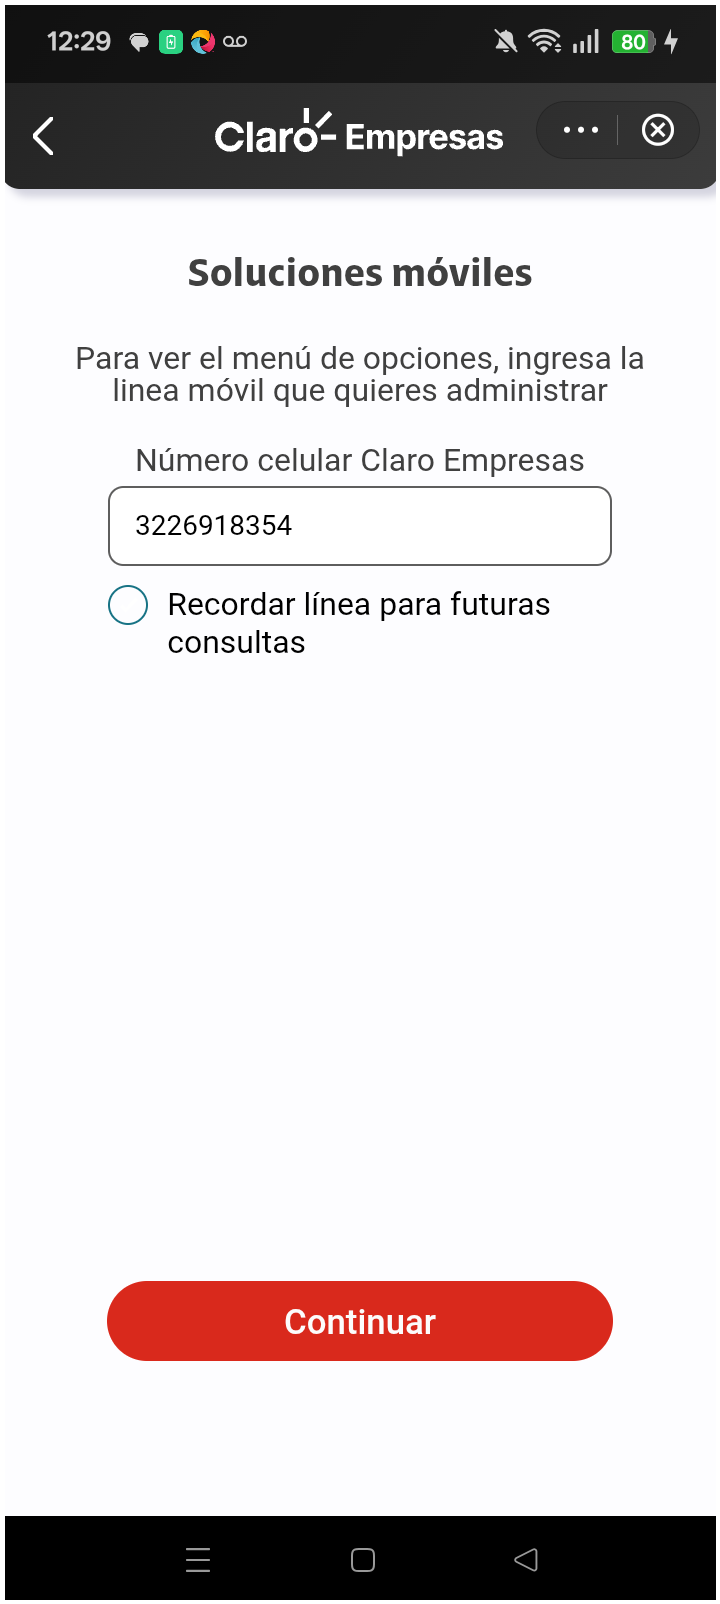 12:29
80
Claro Empresas
Soluciones móviles
Para ver el menú de opciones, ingresa la
linea móvil que quieres administrar
Número celular Claro Empresas
3226918354
Recordar línea para futuras
consultas
Continuar